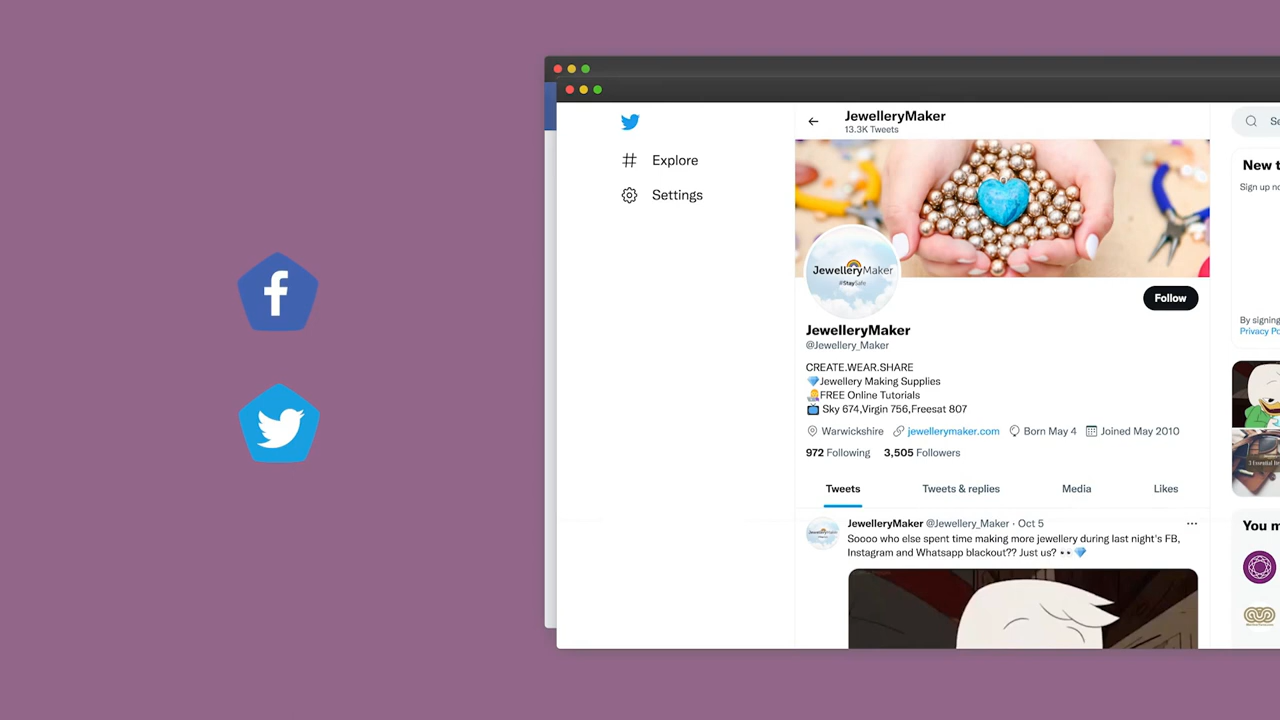 JewelleryMaker
13.3K Tweets
Explore
Settings
JewelleryMaker
#StaySafe
Follow
JewelleryMaker
@Jewellery_Maker
CREATE.WEAR.SHARE
💎Jewellery Making Supplies
FREE Online Tutorials
📺 Sky 674,Virgin 756,Freesat 807
Warwickshire jewellerymaker.com Born May 4 Joined May 2010
972 Following 3,505 Followers
Tweets Tweets & replies Media Likes
JewelleryMaker @Jewellery_Maker · Oct 5
Soooo who else spent time making more jewellery during last night's FB,
Instagram and Whatsapp blackout?? Just us? 👀 💎
Se
New t
Sign up no
By signing
Privacy Po
You m